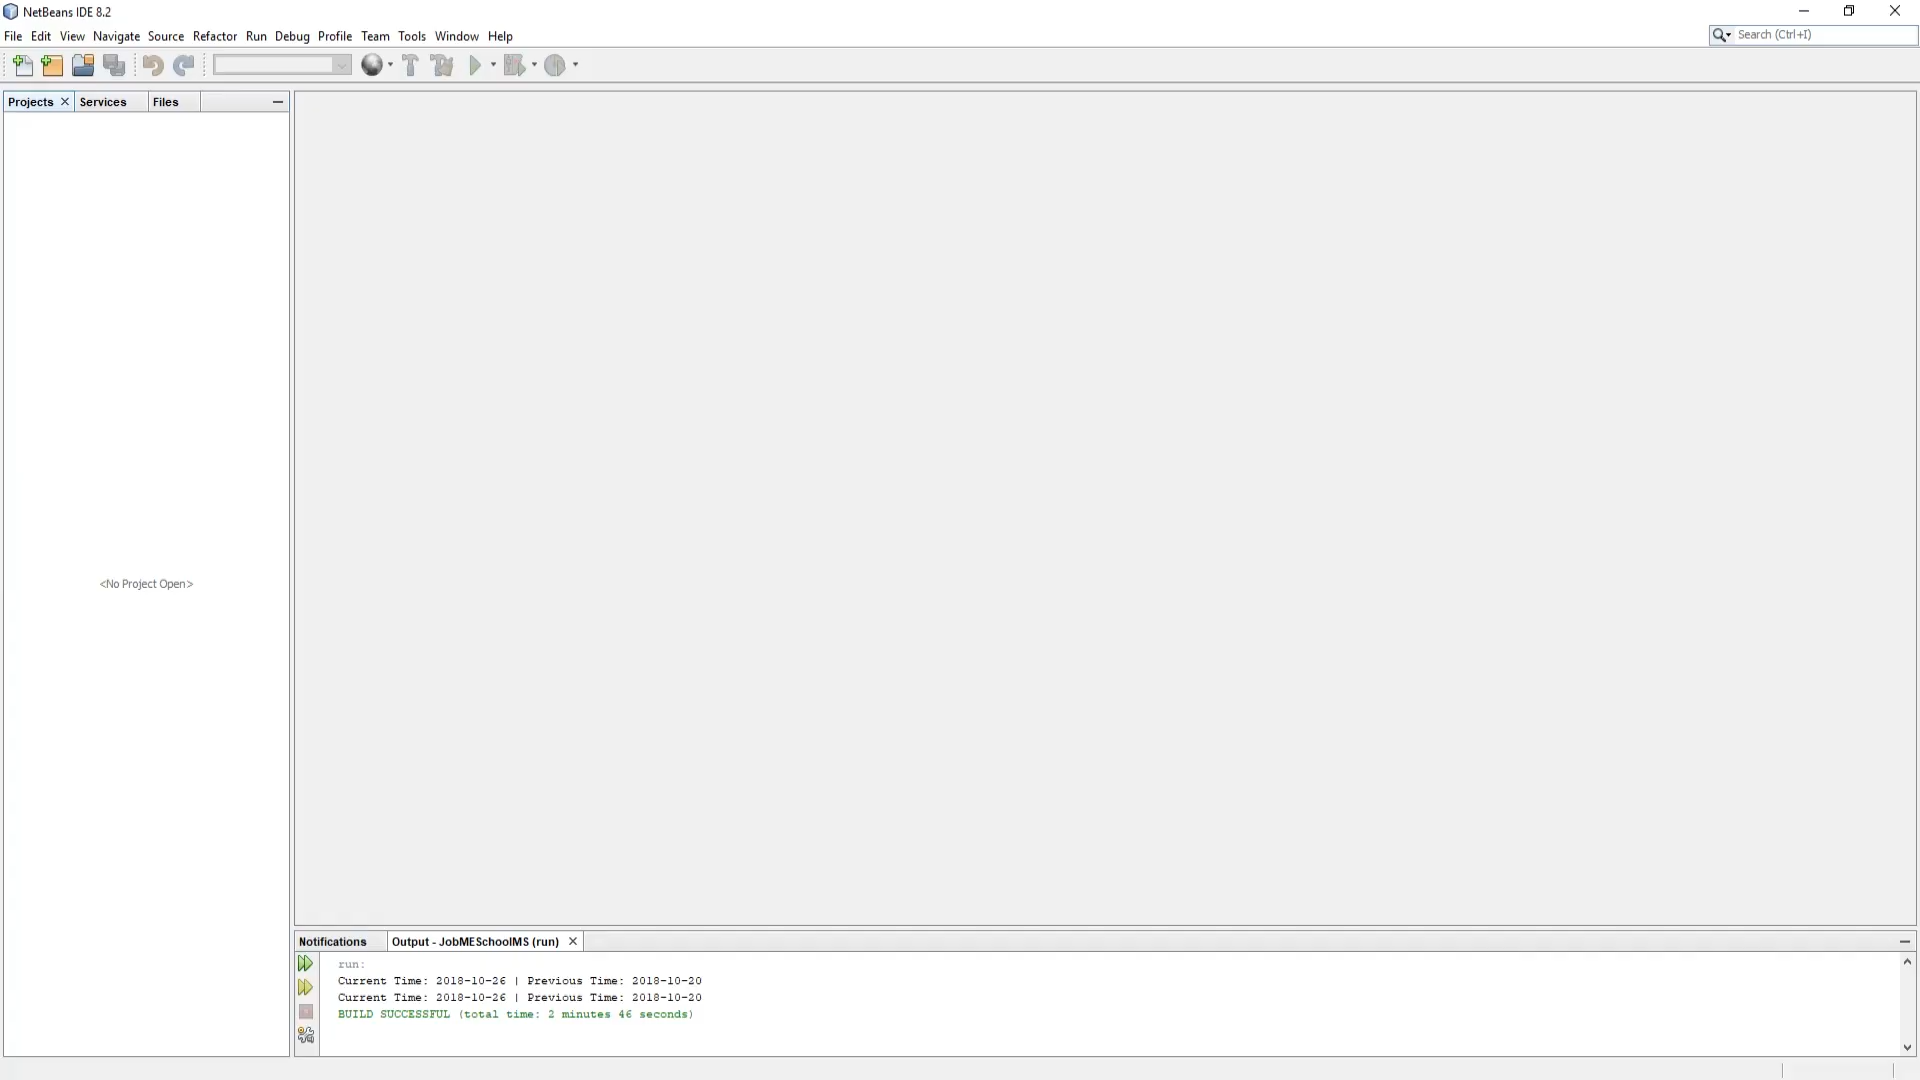 NetBeans IDE 8.2
File Edit View Navigate Source Refactor Run Debug Profile Team Tools Window Help
Search (Ctrl+I)
Projects Services Files
<No Project Open>
Notifications Output - JobMESchoolMS (run)
run:
Current Time: 2018-10-26 | Previous Time: 2018-10-20
Current Time: 2018-10-26 | Previous Time: 2018-10-20
BUILD SUCCESSFUL (total time: 2 minutes 46 seconds)